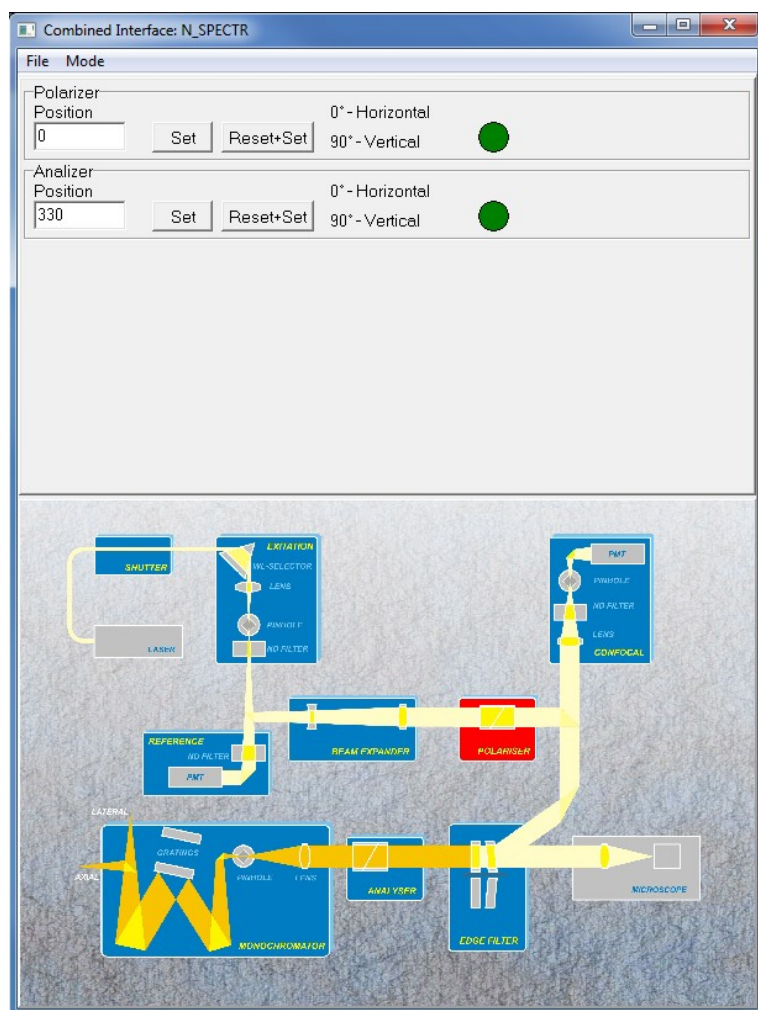 Combined Interface: N_SPECTR
File Mode
Polarizer
Position
0° - Horizontal
0
Set
Reset+Set
90° - Vertical
Analizer
Position
0° - Horizontal
330
Set
Reset+Set
90° - Vertical
EXITATION
SHUTTER
WL-SELECTOR
LENS
PINHOLE
ND FILTER
LASER
PMT
PINHOLE
ND FILTER
LENS
CONFOCAL
REFERENCE
ND FILTER
PMT
BEAM EXPANDER
POLARISER
LATERAL
AXIAL
GRATINGS
PINHOLE
LENS
MONOCHROMATOR
ANALYSER
EDGE FILTER
MICROSCOPE